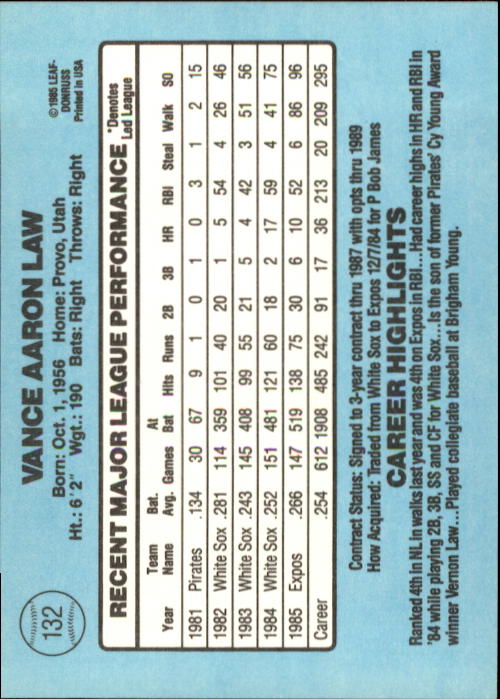 132
VANCE AARON LAW
Born: Oct. 1, 1956 Home: Provo, Utah
Ht.: 6'2" Wgt.: 190 Bats: Right Throws: Right
©1985 LEAF-
DONRUSS
Printed in USA
RECENT MAJOR LEAGUE PERFORMANCE
*Denotes
Led League
Team Bat. At
Year Name Avg. Games Bat Hits Runs 2B 3B HR RBI Steal Walk SO
1981 Pirates .134 30 67 9 1 0 1 0 3 1 2 15
1982 White Sox .281 114 359 101 40 20 1 5 54 4 26 46
1983 White Sox .243 145 408 99 55 21 5 4 42 3 51 56
1984 White Sox .252 151 481 121 60 18 2 17 59 4 41 75
1985 Expos .266 147 519 138 75 30 6 10 52 6 86 96
Career .254 612 1908 485 242 91 17 36 213 20 209 295
Contract Status: Signed to 3-year contract thru 1987 with opts thru 1989
How Acquired: Traded from White Sox to Expos 12/7/84 for P Bob James
CAREER HIGHLIGHTS
Ranked 4th in NL in walks last year and was 4th on Expos in RBI...Had career highs in HR and RBI in
'84 while playing 2B, 3B, SS and CF for White Sox...Is the son of former Pirates' Cy Young Award
winner Vernon Law...Played collegiate baseball at Brigham Young.